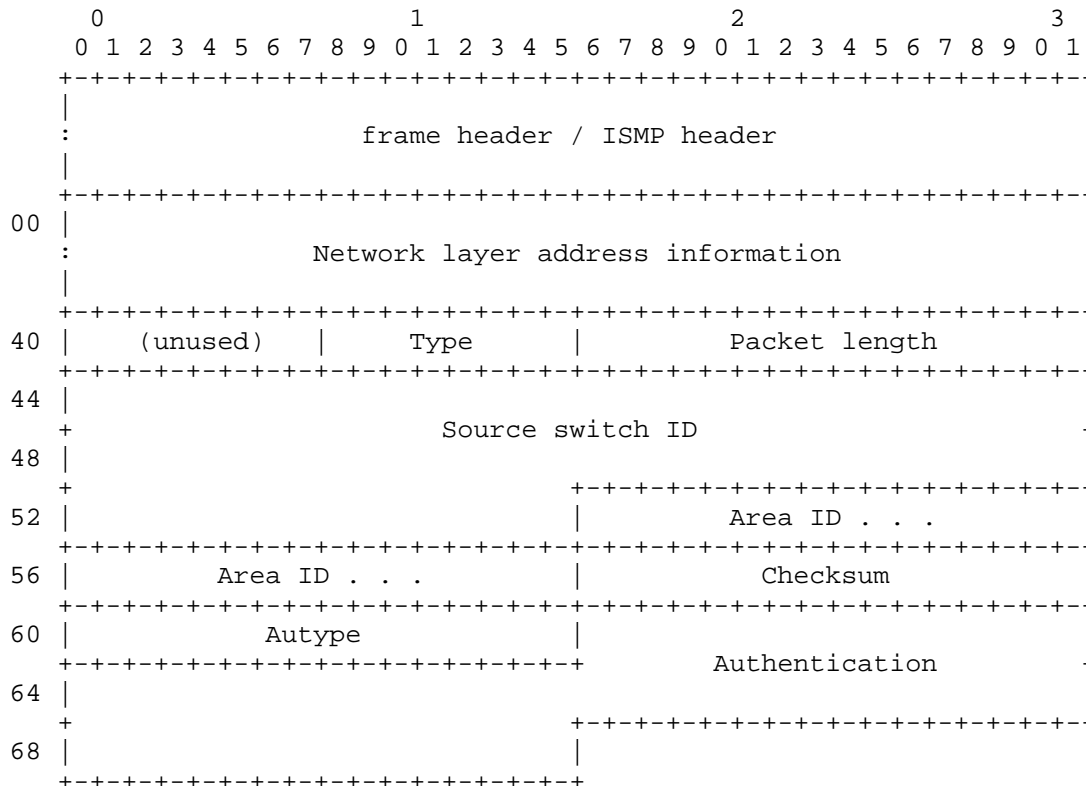 0 1 2 3
0 1 2 3 4 5 6 7 8 9 0 1 2 3 4 5 6 7 8 9 0 1 2 3 4 5 6 7 8 9 0 1
+-+-+-+-+-+-+-+-+-+-+-+-+-+-+-+-+-+-+-+-+-+-+-+-+-+-+-+-+-+-+-+-
|
: frame header / ISMP header
|
+-+-+-+-+-+-+-+-+-+-+-+-+-+-+-+-+-+-+-+-+-+-+-+-+-+-+-+-+-+-+-+-
00 |
: Network layer address information
|
+-+-+-+-+-+-+-+-+-+-+-+-+-+-+-+-+-+-+-+-+-+-+-+-+-+-+-+-+-+-+-+-
40 | (unused) | Type | Packet length
+-+-+-+-+-+-+-+-+-+-+-+-+-+-+-+-+-+-+-+-+-+-+-+-+-+-+-+-+-+-+-+-
44 |
+ Source switch ID -
48 |
+ +-+-+-+-+-+-+-+-+-+-+-+-+-+-+-+-
52 | | Area ID . . .
+-+-+-+-+-+-+-+-+-+-+-+-+-+-+-+-+-+-+-+-+-+-+-+-+-+-+-+-+-+-+-+-
56 | Area ID . . . | Checksum
+-+-+-+-+-+-+-+-+-+-+-+-+-+-+-+-+-+-+-+-+-+-+-+-+-+-+-+-+-+-+-+-
60 | Autype |
+-+-+-+-+-+-+-+-+-+-+-+-+-+-+-+-+ Authentication -
64 |
+ +-+-+-+-+-+-+-+-+-+-+-+-+-+-+-+-
68 | |
+-+-+-+-+-+-+-+-+-+-+-+-+-+-+-+-+